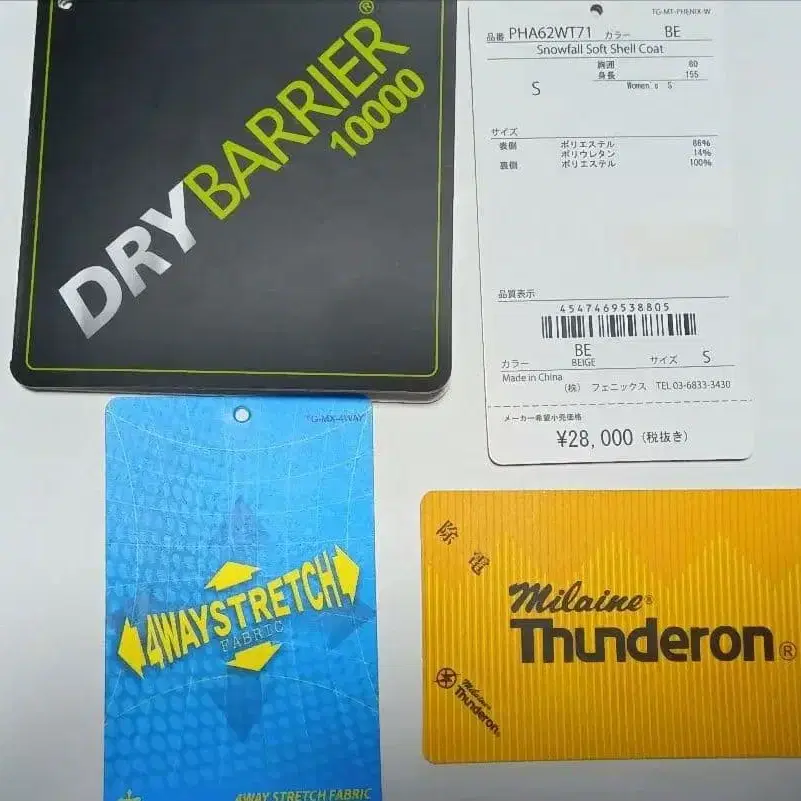 DRYBARRIER®
10000
TG-MT-PHENIX-W
品番 PHA62WT71 カラー BE
Snowfall Soft Shell Coat
胸囲 80
身長 155
S Women's S
サイズ
表側 ポリエステル 86%
ポリウレタン 14%
裏側 ポリエステル 100%
品質表示
4547469538805
BE
カラー BEIGE サイズ S
Made in China
(株) フェニックス TEL 03-6833-3430
メーカー希望小売価格
¥28,000 (税抜き)
TG-MX-4WAY
4WAYSTRETCH
FABRIC
4WAY STRETCH FABRIC
除電
Milaine®
Thunderon®
Milaine
Thunderon